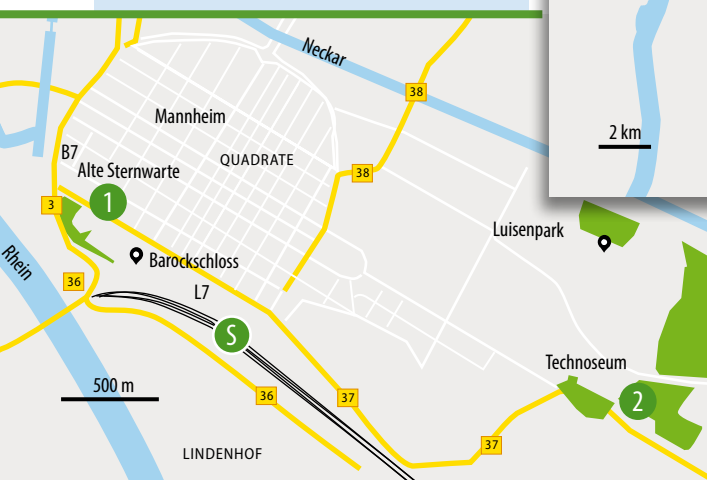 Neckar
38
2 km
Mannheim
B7
QUADRATE
Alte Sternwarte
38
1
3
Luisenpark
Rhein
Barockschloss
36
L7
S
Technoseum
500 m
36
37
2
37
LINDENHOF